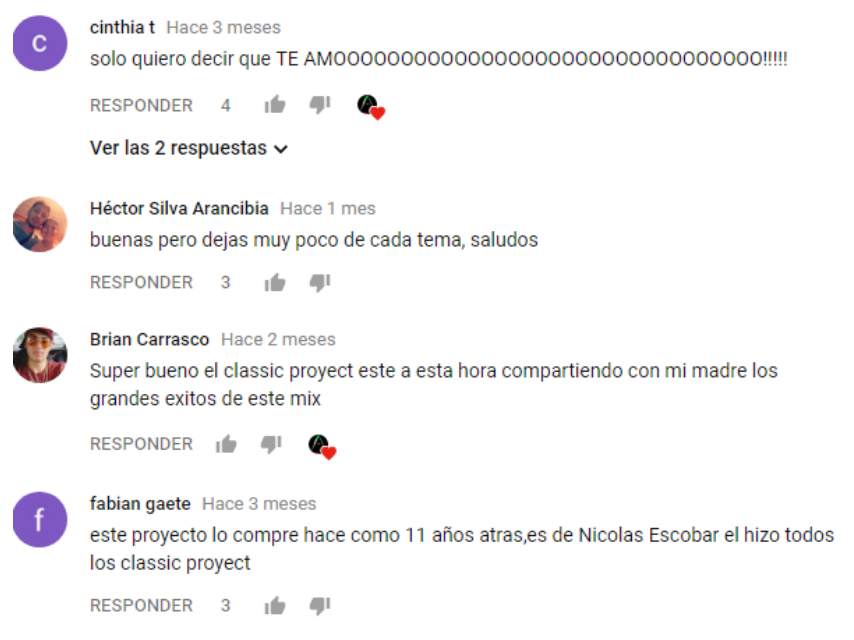 cinthia t Hace 3 meses
solo quiero decir que TE AMOOOOOOOOOOOOOOOOOOOOOOOOOOOOOOOO!!!!!
RESPONDER 4
Ver las 2 respuestas
Héctor Silva Arancibia Hace 1 mes
buenas pero dejas muy poco de cada tema, saludos
RESPONDER 3
Brian Carrasco Hace 2 meses
Super bueno el classic proyect este a esta hora compartiendo con mi madre los
grandes exitos de este mix
RESPONDER
fabian gaete Hace 3 meses
este proyecto lo compre hace como 11 años atras,es de Nicolas Escobar el hizo todos
los classic proyect
RESPONDER 3